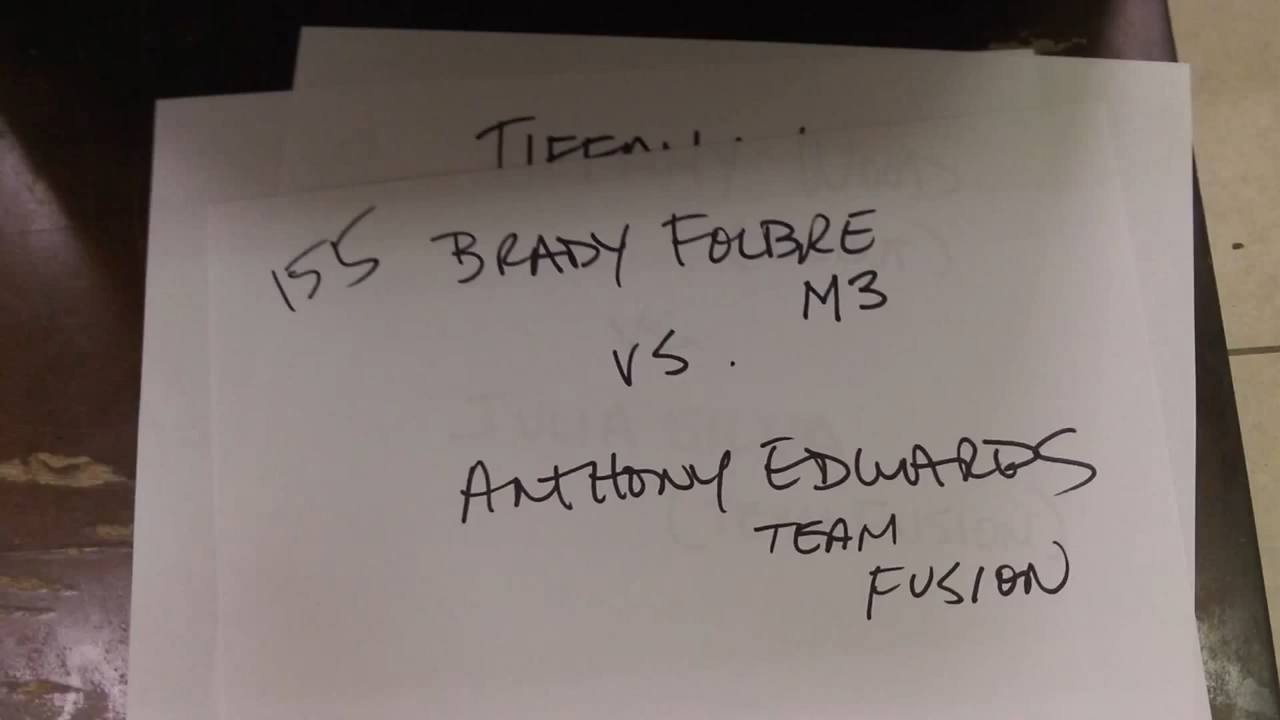 155 BRADY FOLBRE
M3
VS.
ANTHONY EDWARDS
TEAM
FUSION